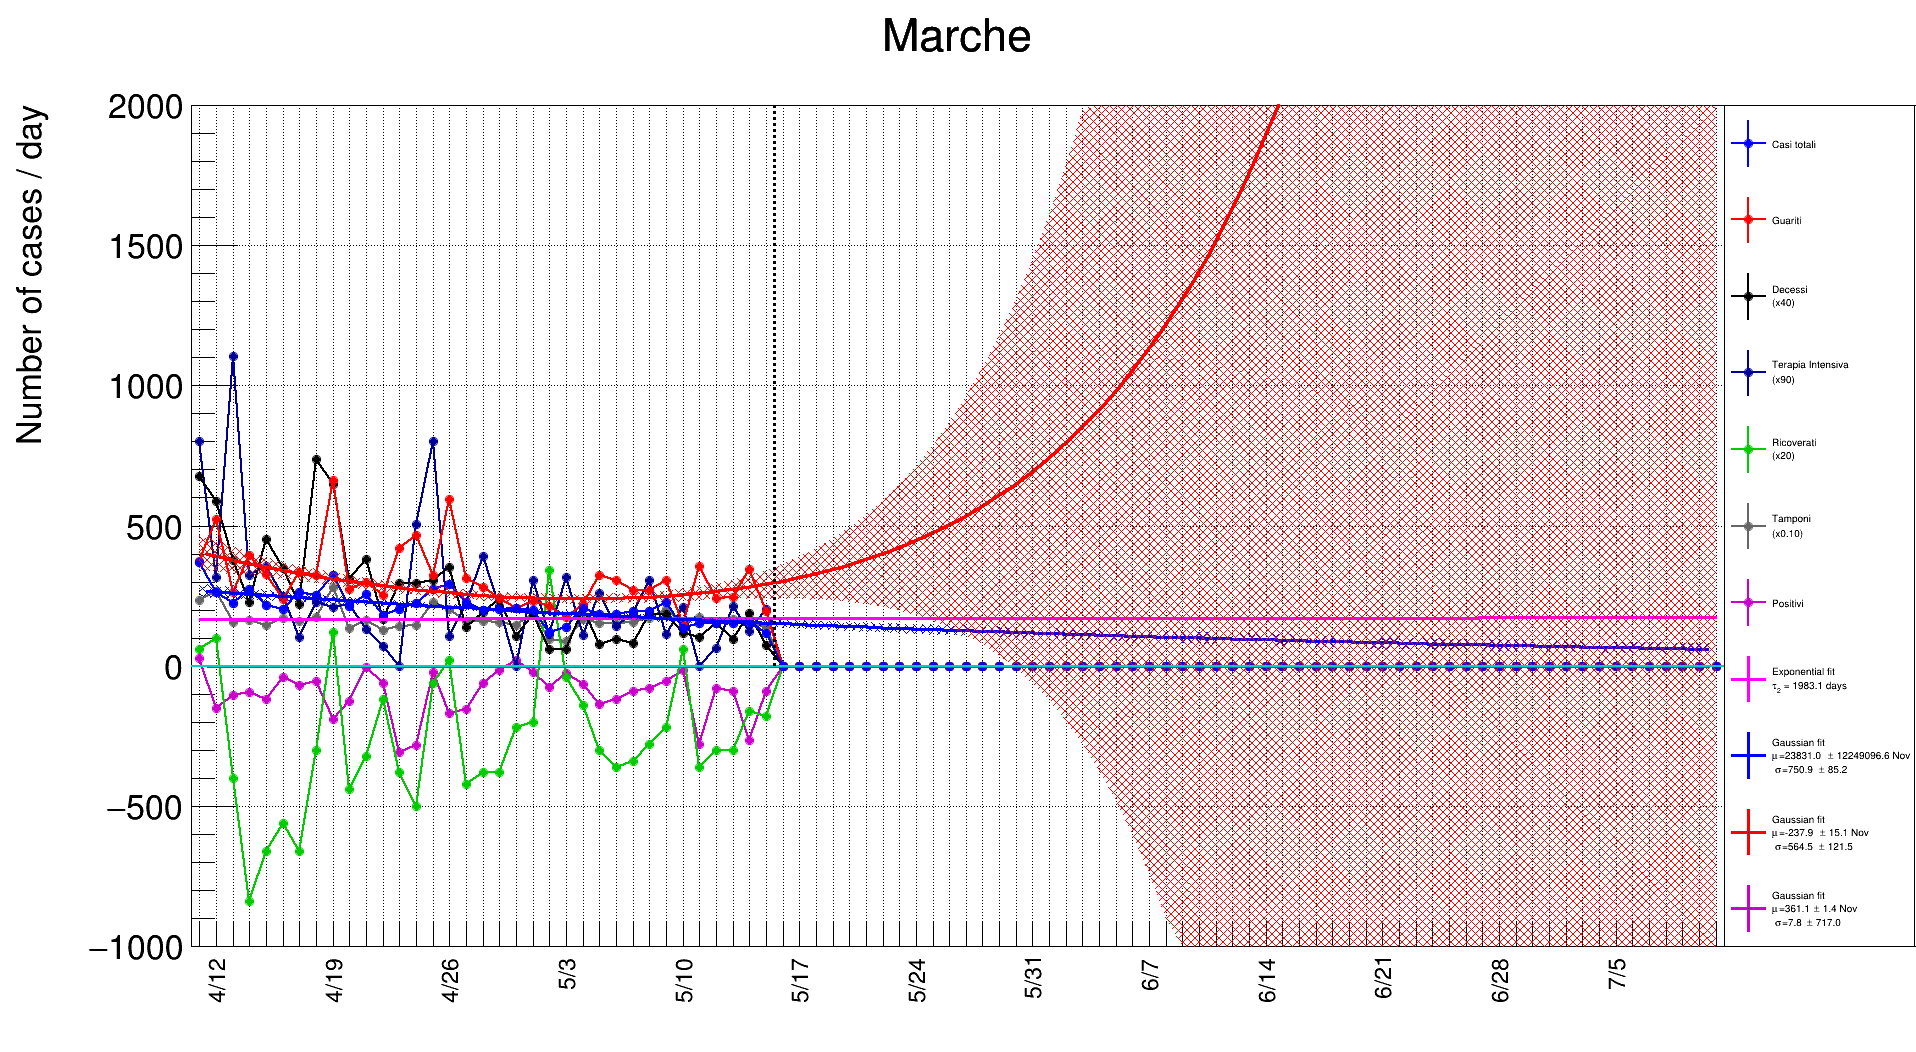 Marche
Number of cases / day
2000
1500
1000
500
0
−500
−1000
4/12
4/19
4/26
5/3
5/10
5/17
5/24
5/31
6/7
6/14
6/21
6/28
7/5
Casi totali
Guariti
Decessi
(x40)
Terapia Intensiva
(x90)
Ricoverati
(x20)
Tamponi
(x0.10)
Positivi
Exponential fit
τ2 = 1983.1 days
Gaussian fit
μ=23831.0 ± 12249096.6 Nov
σ=750.9 ± 85.2
Gaussian fit
μ=-237.9 ± 15.1 Nov
σ=564.5 ± 121.5
Gaussian fit
μ=361.1 ± 1.4 Nov
σ=7.8 ± 717.0